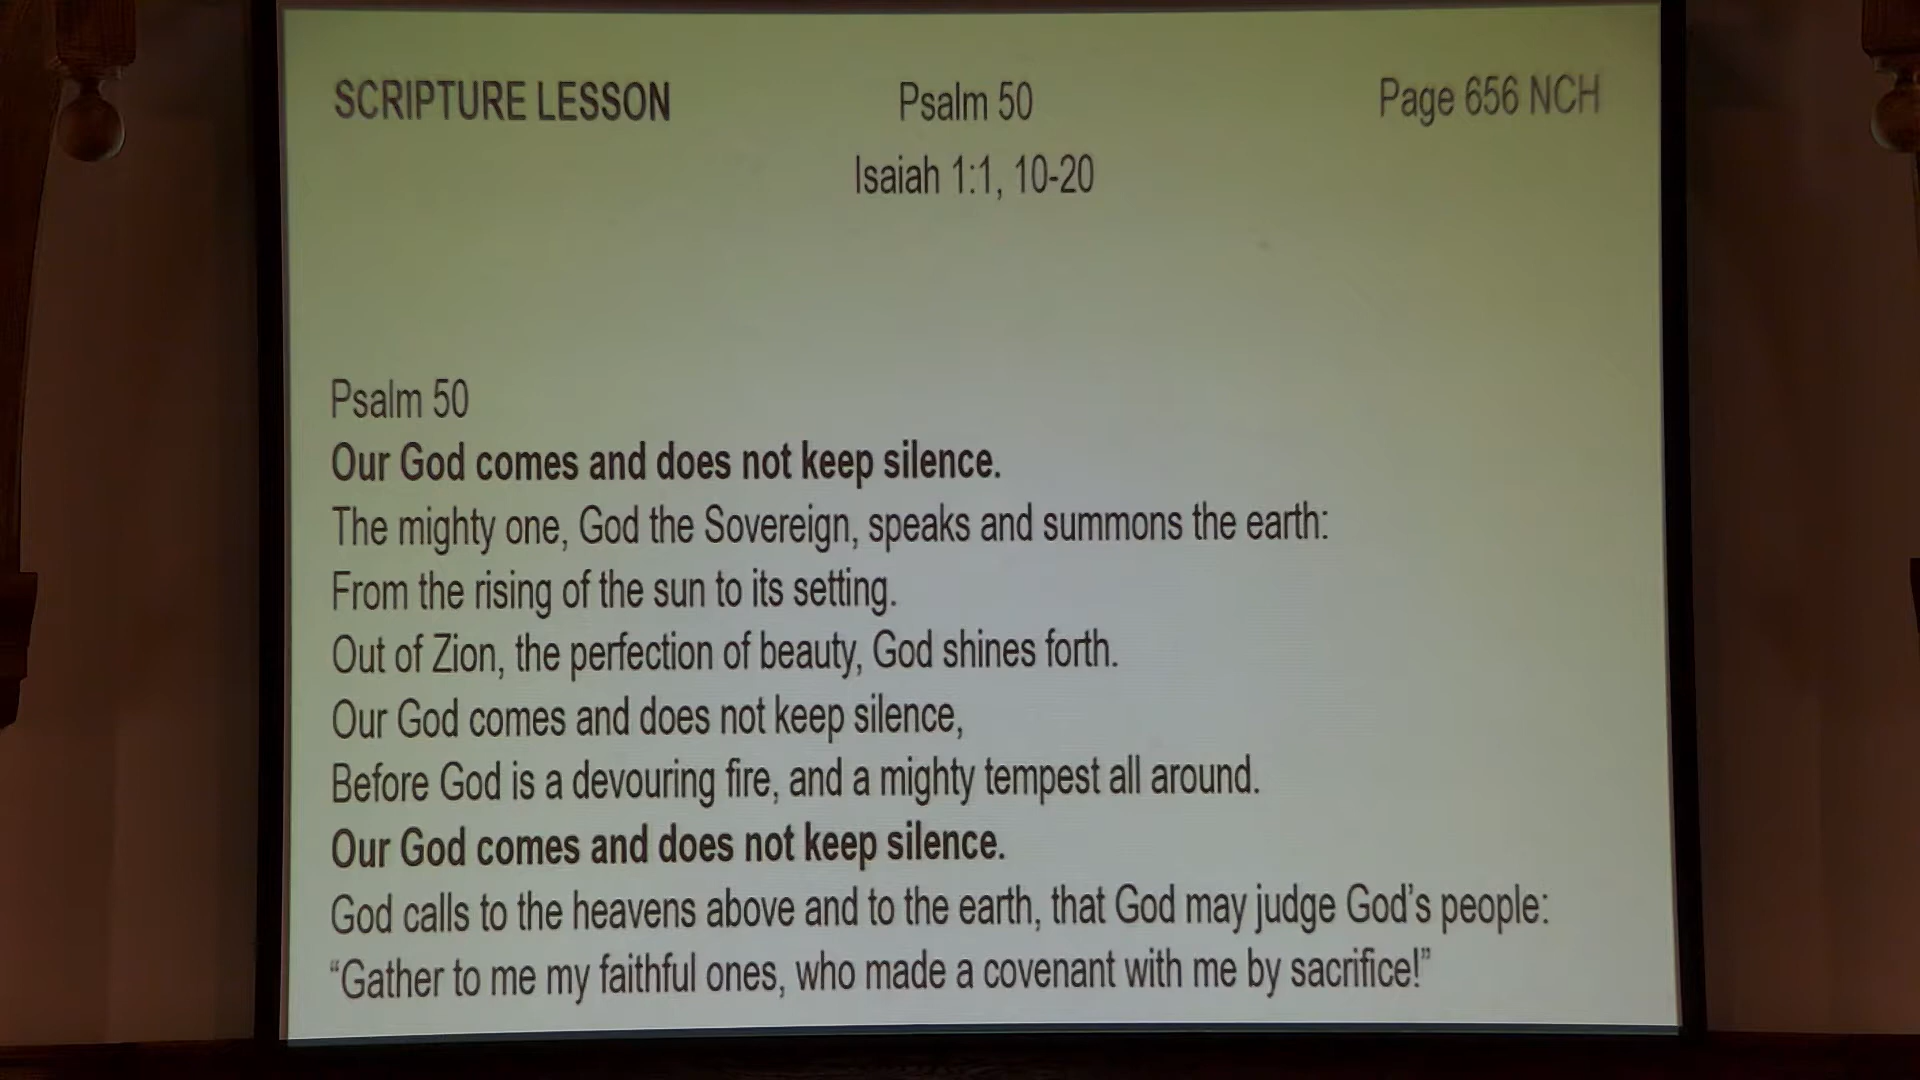 SCRIPTURE LESSON Psalm 50 Page 656 NCH
Isaiah 1:1, 10-20
Psalm 50
Our God comes and does not keep silence.
The mighty one, God the Sovereign, speaks and summons the earth:
From the rising of the sun to its setting.
Out of Zion, the perfection of beauty, God shines forth.
Our God comes and does not keep silence,
Before God is a devouring fire, and a mighty tempest all around.
Our God comes and does not keep silence.
God calls to the heavens above and to the earth, that God may judge God’s people:
“Gather to me my faithful ones, who made a covenant with me by sacrifice!”